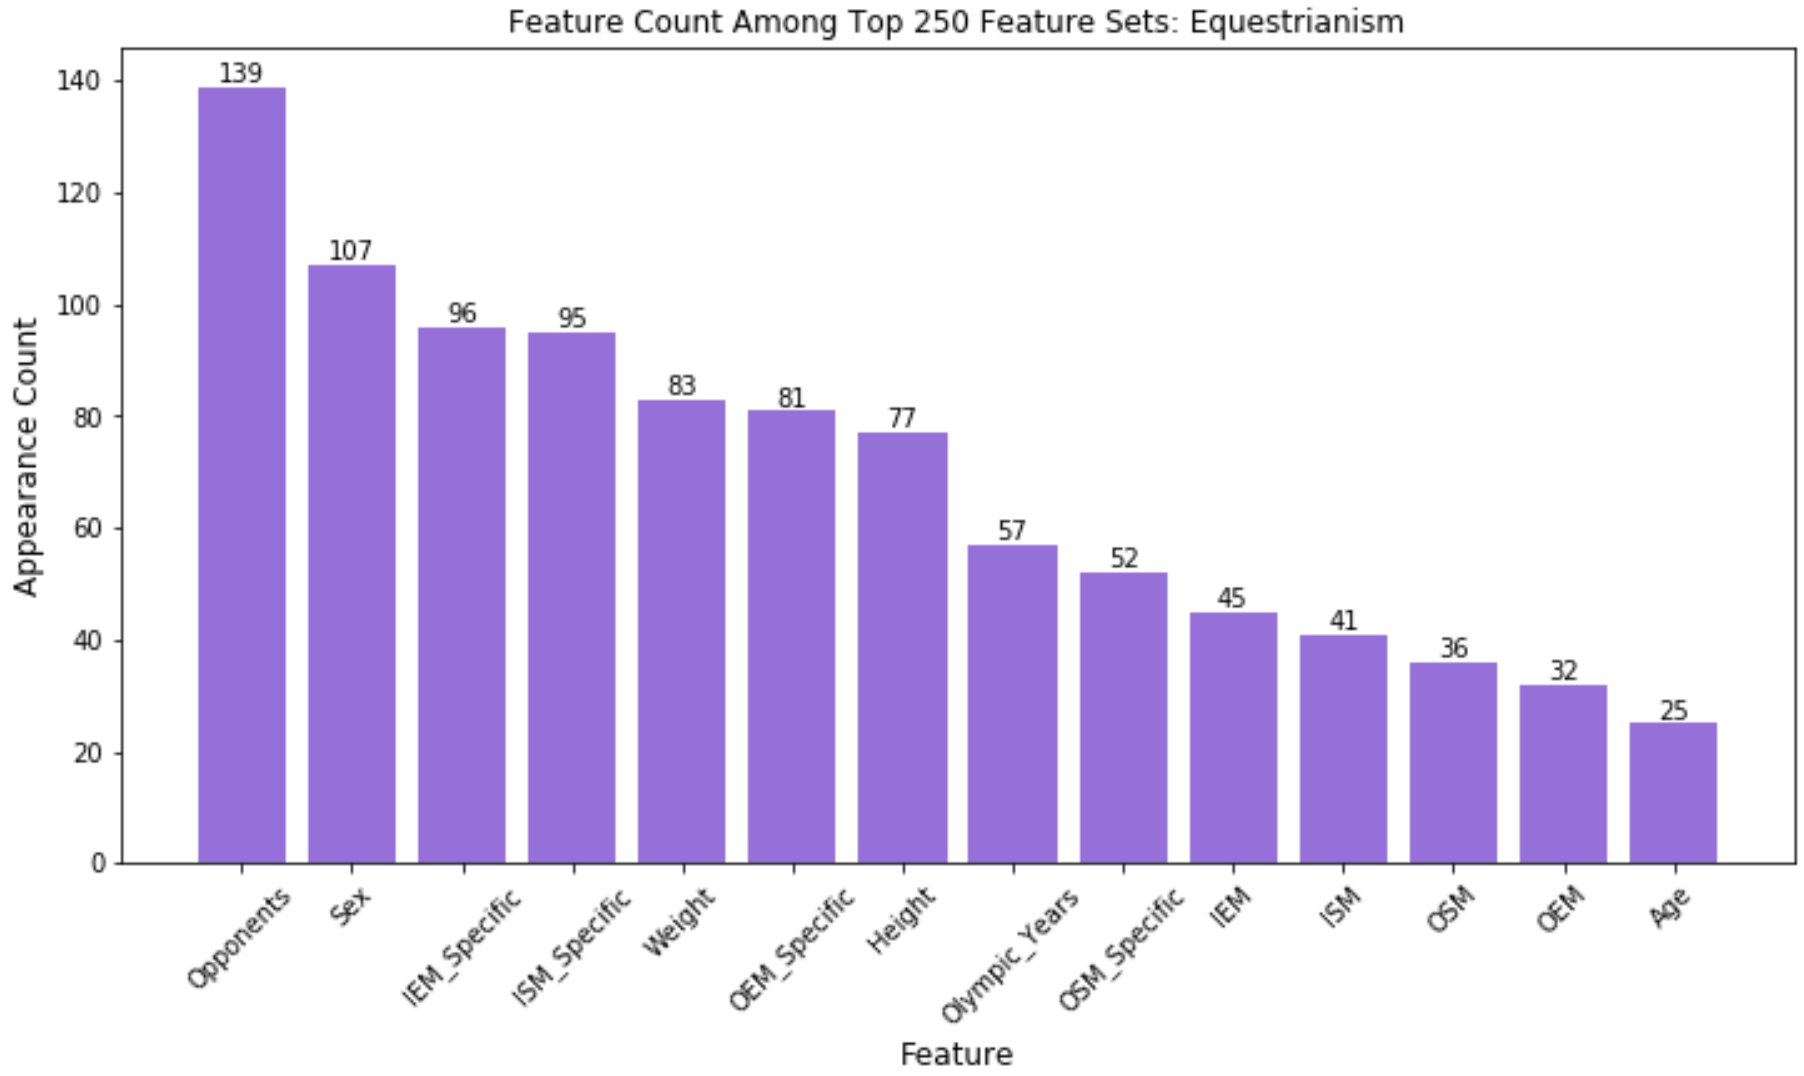 Feature Count Among Top 250 Feature Sets: Equestrianism
Appearance Count
140
120
100
80
60
40
20
0
139
107
96
95
83
81
77
57
52
45
41
36
32
25
Opponents
Sex
IEM_Specific
ISM_Specific
Weight
OEM_Specific
Height
Olympic_Years
OSM_Specific
IEM
ISM
OSM
OEM
Age
Feature